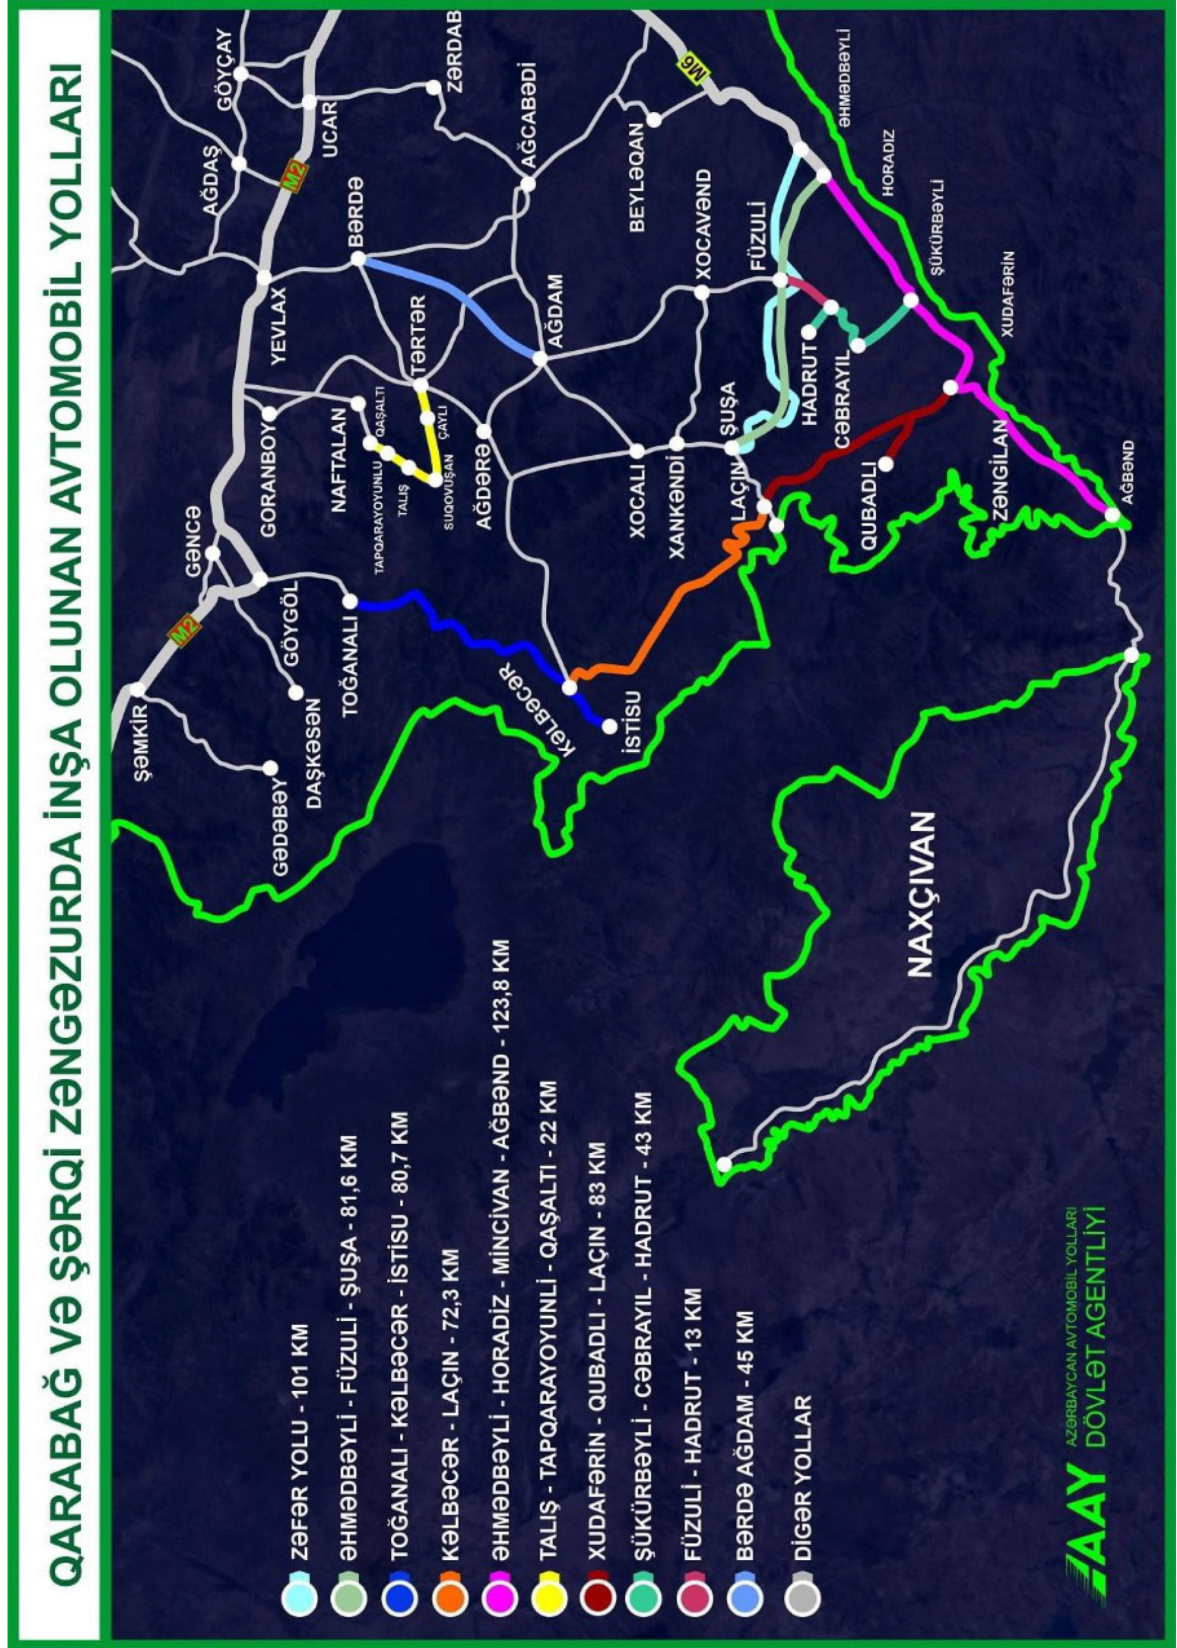 QARABAĞ VƏ ŞƏRQİ ZƏNGƏZURDA İNŞA OLUNAN AVTOMOBİL YOLLARI
ŞƏMKİR
M2
GƏNCƏ
GƏDƏBƏY
DAŞKƏSƏN
GÖYGÖL
TOĞANALI
GORANBOY
YEVLAX
AĞDAŞ
M2
GÖYÇAY
UCAR
ZƏRDAB
BƏRDƏ
NAFTALAN
QAŞALTI
TAPQARAYOYUNLU
TALIŞ
SUQOVUŞAN
ÇAYLI
TƏRTƏR
AĞDƏRƏ
AĞDAM
AĞCABƏDİ
BEYLƏQAN
M6
KƏLBƏCƏR
İSTİSU
XOCALI
XANKƏNDİ
XOCAVƏND
ŞUŞA
LAÇIN
FÜZULİ
HADRUT
CƏBRAYIL
QUBADLI
ZƏNGİLAN
ƏHMƏDBƏYLİ
HORADIZ
ŞÜKÜRBƏYLİ
XUDAFƏRİN
AĞBƏND
NAXÇIVAN
ZƏFƏR YOLU - 101 KM
ƏHMƏDBƏYLİ - FÜZULİ - ŞUŞA - 81,6 KM
TOĞANALI - KƏLBƏCƏR - İSTİSU - 80,7 KM
KƏLBƏCƏR - LAÇIN - 72,3 KM
ƏHMƏDBƏYLİ - HORADİZ - MİNCİVAN - AĞBƏND - 123,8 KM
TALIŞ - TAPQARAYOYUNLİ - QAŞALTI - 22 KM
XUDAFƏRİN - QUBADLI - LAÇIN - 83 KM
ŞÜKÜRBƏYLİ - CƏBRAYIL - HADRUT - 43 KM
FÜZULİ - HADRUT - 13 KM
BƏRDƏ AĞDAM - 45 KM
DİGƏR YOLLAR
AAY
AZƏRBAYCAN AVTOMOBİL YOLLARI
DÖVLƏT AGENTLİYİ